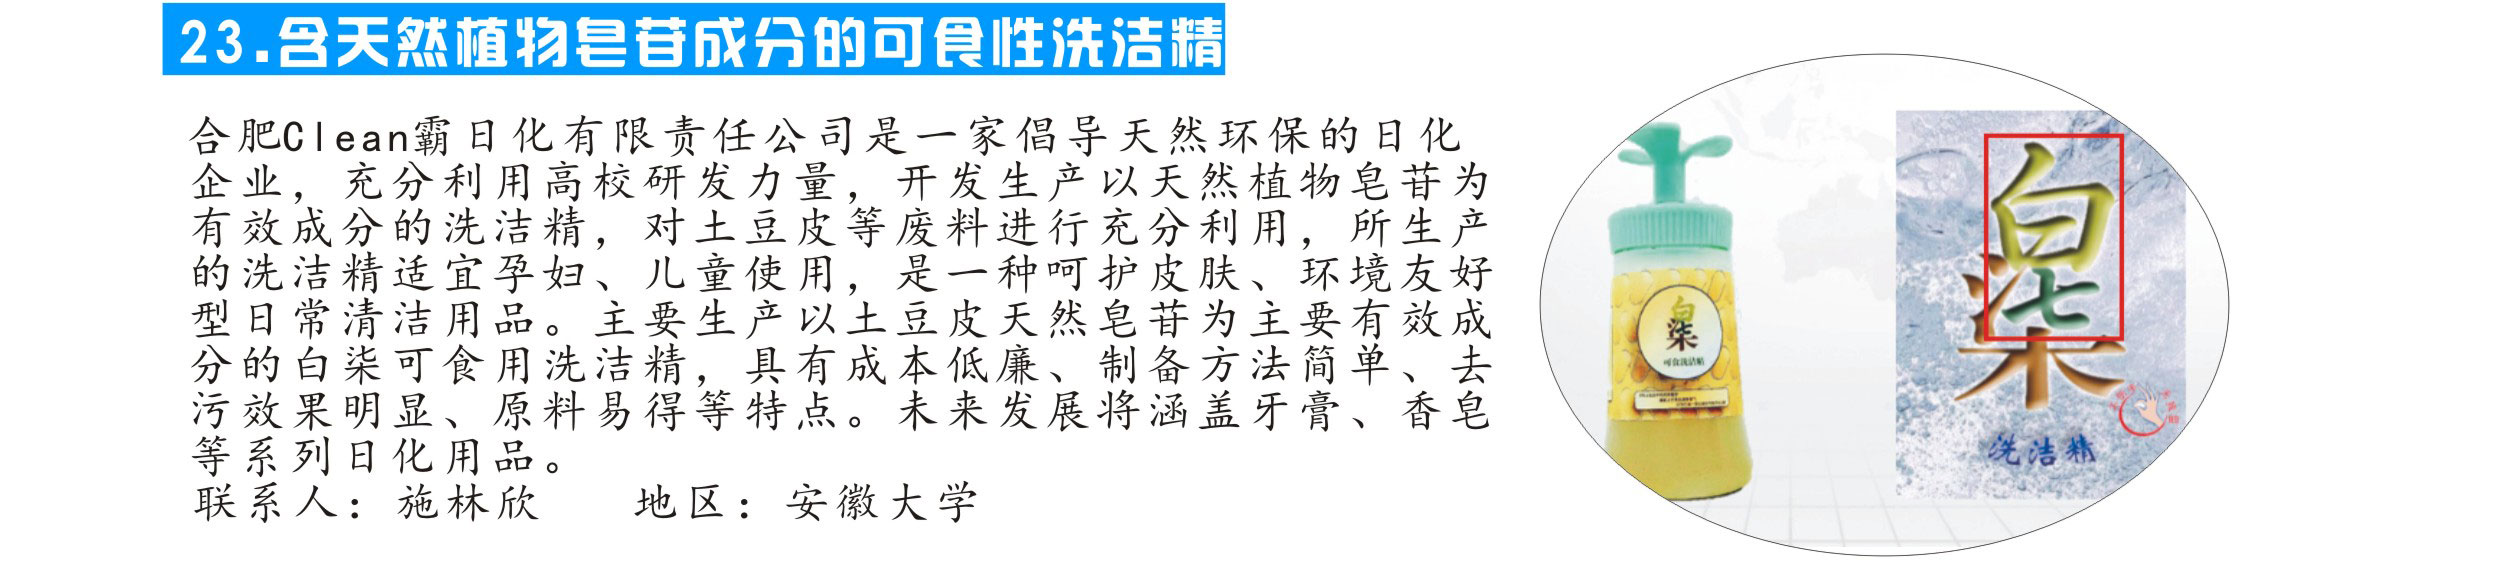 23.含天然植物皂苷成分的可食性洗洁精
合肥Clean霸日化有限责任公司是一家倡导天然环保的日化
企业，充分利用高校研发力量，开发生产以天然植物皂苷为
有效成分的洗洁精，对土豆皮等废料进行充分利用，所生产
的洗洁精适宜孕妇、儿童使用，是一种呵护皮肤、环境友好
型日常清洁用品。主要生产以土豆皮天然皂苷为主要有效成
分的白柒可食用洗洁精，具有成本低廉、制备方法简单、去
污效果明显、原料易得等特点。未来发展将涵盖牙膏、香皂
等系列日化用品。
联系人：施林欣 地区：安徽大学
白柒
可食洗洁精
白柒
洗洁精